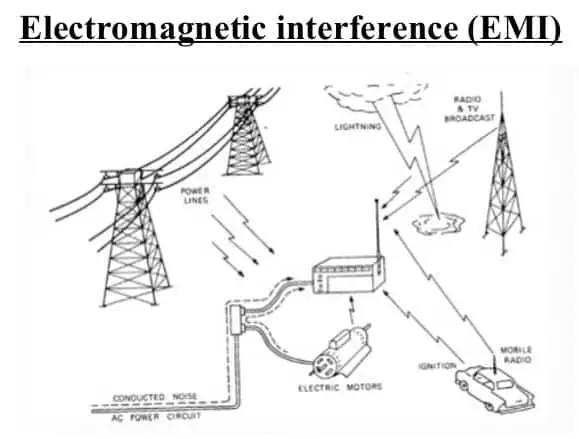 Electromagnetic interference (EMI)
LIGHTNING
RADIO
& TV
BROADCAST
POWER
LINES
MOBILE
RADIO
IGNITION
ELECTRIC MOTORS
CONDUCTED NOISE
AC POWER CIRCUIT